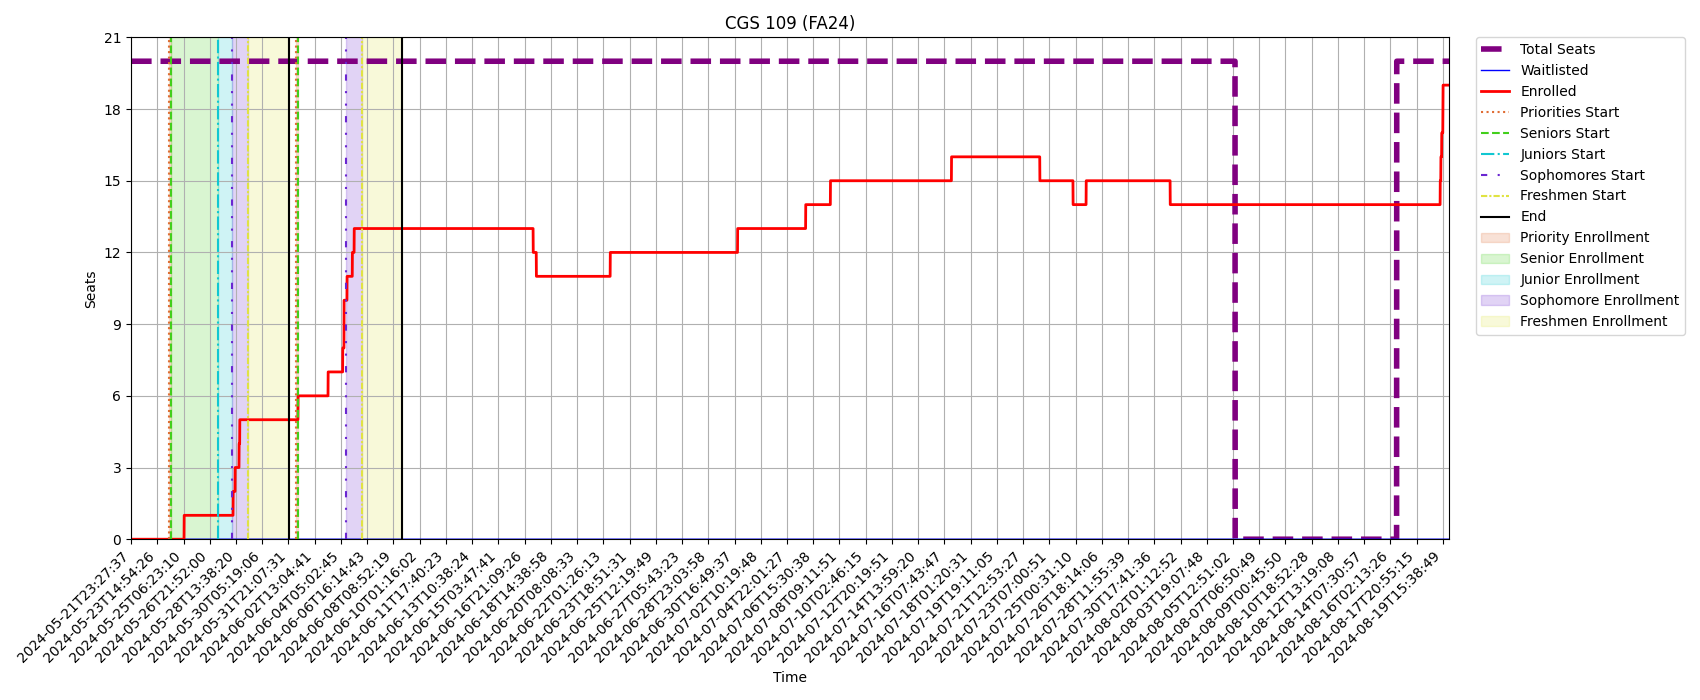 CGS 109 (FA24)
21
18
15
12
9
6
3
0
Seats
2024-05-21T23:27:37
2024-05-23T14:54:26
2024-05-25T06:23:10
2024-05-26T21:52:00
2024-05-28T13:38:20
2024-05-30T05:19:06
2024-05-31T21:07:31
2024-06-02T13:04:41
2024-06-04T05:02:45
2024-06-06T16:14:43
2024-06-08T08:52:19
2024-06-10T01:16:02
2024-06-11T17:40:23
2024-06-13T10:38:24
2024-06-15T03:47:41
2024-06-16T21:09:26
2024-06-18T14:38:58
2024-06-20T08:08:33
2024-06-22T01:26:13
2024-06-23T18:51:31
2024-06-25T12:19:49
2024-06-27T05:43:23
2024-06-28T23:03:58
2024-06-30T16:49:37
2024-07-02T10:19:48
2024-07-04T22:01:27
2024-07-06T15:30:38
2024-07-08T09:11:51
2024-07-10T02:46:15
2024-07-12T20:19:51
2024-07-14T13:59:20
2024-07-16T07:43:47
2024-07-18T01:20:31
2024-07-19T19:11:05
2024-07-21T12:53:27
2024-07-23T07:00:51
2024-07-25T00:31:10
2024-07-26T18:14:06
2024-07-28T11:55:39
2024-07-30T17:41:36
2024-08-02T01:12:52
2024-08-03T19:07:48
2024-08-05T12:51:02
2024-08-07T06:50:49
2024-08-09T00:45:50
2024-08-10T18:52:28
2024-08-12T13:19:08
2024-08-14T07:30:57
2024-08-16T02:13:26
2024-08-17T20:55:15
2024-08-19T15:38:49
Time
Total Seats
Waitlisted
Enrolled
Priorities Start
Seniors Start
Juniors Start
Sophomores Start
Freshmen Start
End
Priority Enrollment
Senior Enrollment
Junior Enrollment
Sophomore Enrollment
Freshmen Enrollment